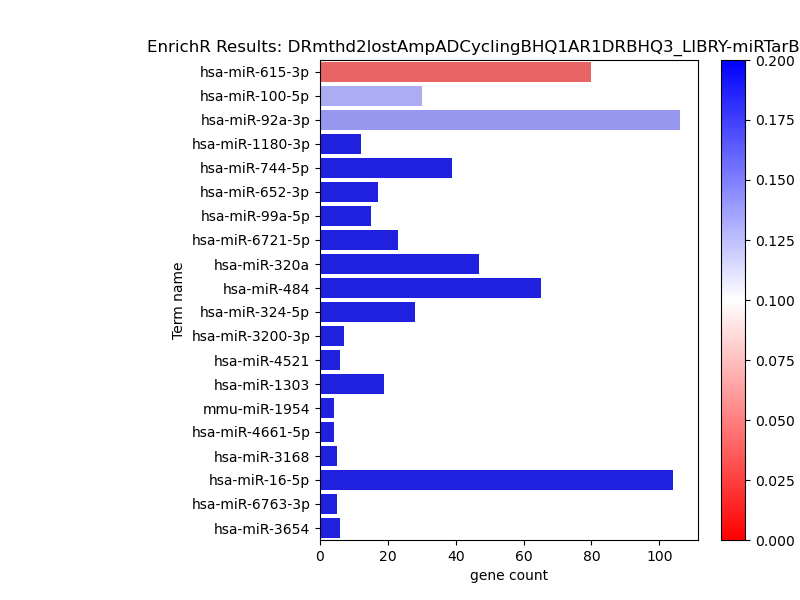 EnrichR Results: DRmthd2lostAmpADCyclingBHQ1AR1DRBHQ3_LIBRY-miRTarB
hsa-miR-615-3p
hsa-miR-100-5p
hsa-miR-92a-3p
hsa-miR-1180-3p
hsa-miR-744-5p
hsa-miR-652-3p
hsa-miR-99a-5p
hsa-miR-6721-5p
hsa-miR-320a
hsa-miR-484
hsa-miR-324-5p
hsa-miR-3200-3p
hsa-miR-4521
hsa-miR-1303
mmu-miR-1954
hsa-miR-4661-5p
hsa-miR-3168
hsa-miR-16-5p
hsa-miR-6763-3p
hsa-miR-3654
Term name
0 20 40 60 80 100
gene count
0.200
0.175
0.150
0.125
0.100
0.075
0.050
0.025
0.000